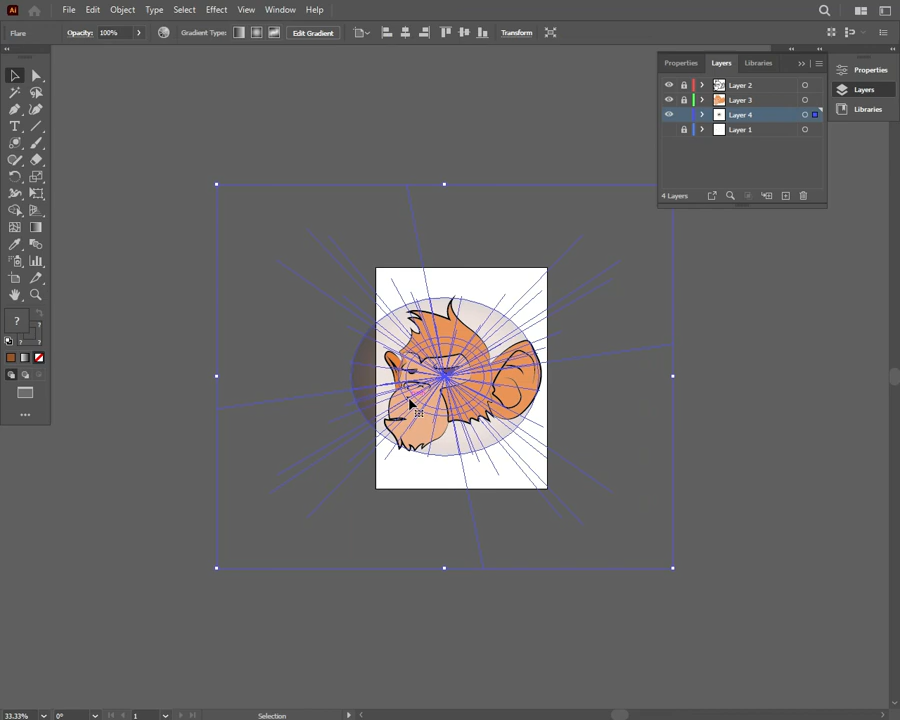 Ai File Edit Object Type Select Effect View Window Help
Flare Opacity: 100% Gradient Type: Edit Gradient Transform
Properties Layers Libraries
Layer 2
Layer 3
Layer 4
Layer 1
4 Layers
Properties
Layers
Libraries
?
? ?
33.33% 0° 1 Selection